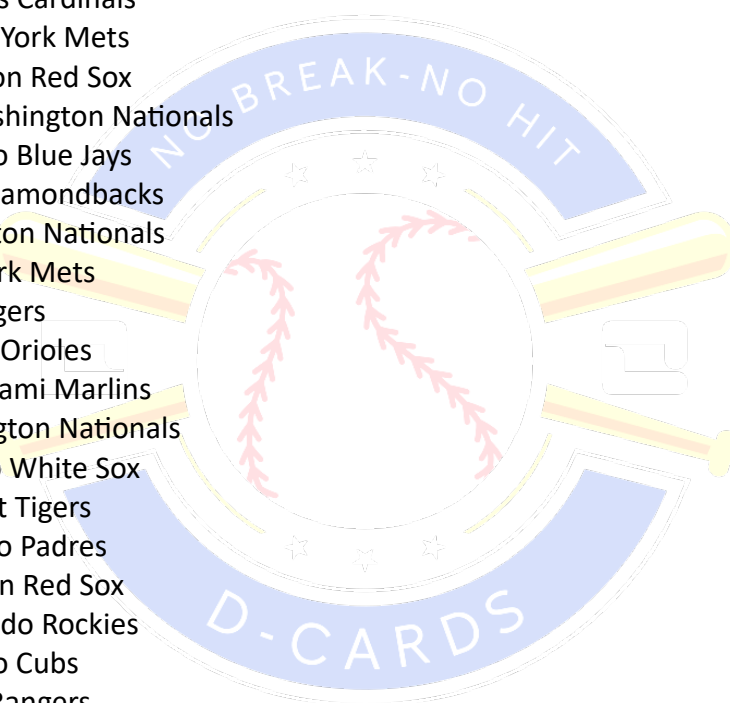 s Cardinals
York Mets
on Red Sox
shington Nationals
o Blue Jays
amondbacks
ton Nationals
rk Mets
gers
Orioles
ami Marlins
gton Nationals
o White Sox
t Tigers
o Padres
n Red Sox
do Rockies
o Cubs
Rangers
NO BREAK-NO HIT
D-CARDS